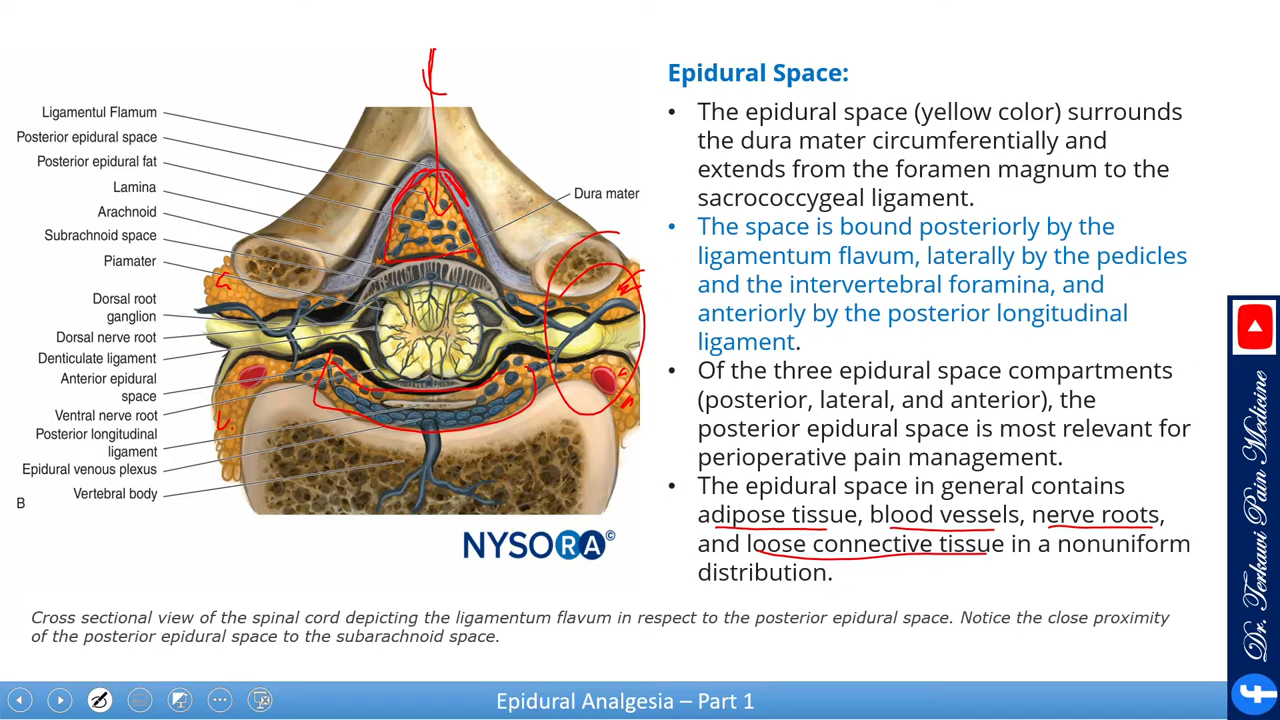 Ligamentul Flamum
Posterior epidural space
Posterior epidural fat
Lamina
Arachnoid
Subrachnoid space
Piamater
Dorsal root
ganglion
Dorsal nerve root
Denticulate ligament
Anterior epidural
space
Ventral nerve root
Posterior longitudinal
ligament
Epidural venous plexus
Vertebral body
B
Dura mater
NYSORA©
Epidural Space:
• The epidural space (yellow color) surrounds
the dura mater circumferentially and
extends from the foramen magnum to the
sacrococcygeal ligament.
• The space is bound posteriorly by the
ligamentum flavum, laterally by the pedicles
and the intervertebral foramina, and
anteriorly by the posterior longitudinal
ligament.
• Of the three epidural space compartments
(posterior, lateral, and anterior), the
posterior epidural space is most relevant for
perioperative pain management.
• The epidural space in general contains
adipose tissue, blood vessels, nerve roots,
and loose connective tissue in a nonuniform
distribution.
Cross sectional view of the spinal cord depicting the ligamentum flavum in respect to the posterior epidural space. Notice the close proximity
of the posterior epidural space to the subarachnoid space.
Epidural Analgesia – Part 1
Dr. Terkawi Pain Medicine